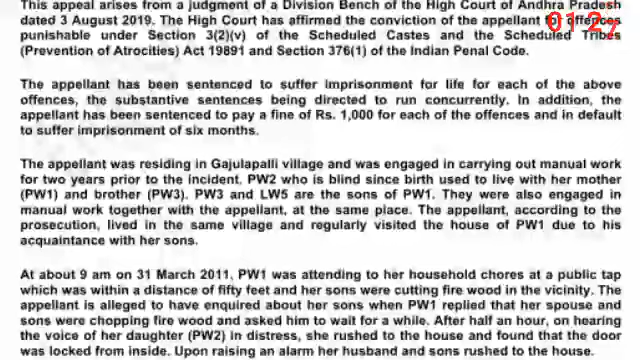 This appeal arises from a judgment of a Division Bench of the High Court of Andhra Pradesh
dated 3 August 2019. The High Court has affirmed the conviction of the appellant for offences
punishable under Section 3(2)(v) of the Scheduled Castes and the Scheduled Tribes
(Prevention of Atrocities) Act 19891 and Section 376(1) of the Indian Penal Code.
The appellant has been sentenced to suffer imprisonment for life for each of the above
offences, the substantive sentences being directed to run concurrently. In addition, the
appellant has been sentenced to pay a fine of Rs. 1,000 for each of the offences and in default
to suffer imprisonment of six months.
The appellant was residing in Gajulapalli village and was engaged in carrying out manual work
for two years prior to the incident, PW2 who is blind since birth used to live with her mother
(PW1) and brother (PW3). PW3 and LW5 are the sons of PW1. They were also engaged in
manual work together with the appellant, at the same place. The appellant, according to the
prosecution, lived in the same village and regularly visited the house of PW1 due to his
acquaintance with her sons.
At about 9 am on 31 March 2011, PW1 was attending to her household chores at a public tap
which was within a distance of fifty feet and her sons were cutting fire wood in the vicinity. The
appellant is alleged to have enquired about her sons when PW1 replied that her spouse and
sons were chopping fire wood and asked him to wait for a while. After half an hour, on hearing
the voice of her daughter (PW2) in distress, she rushed to the house and found that the door
was locked from inside. Upon raising an alarm her husband and sons rushed to the house.